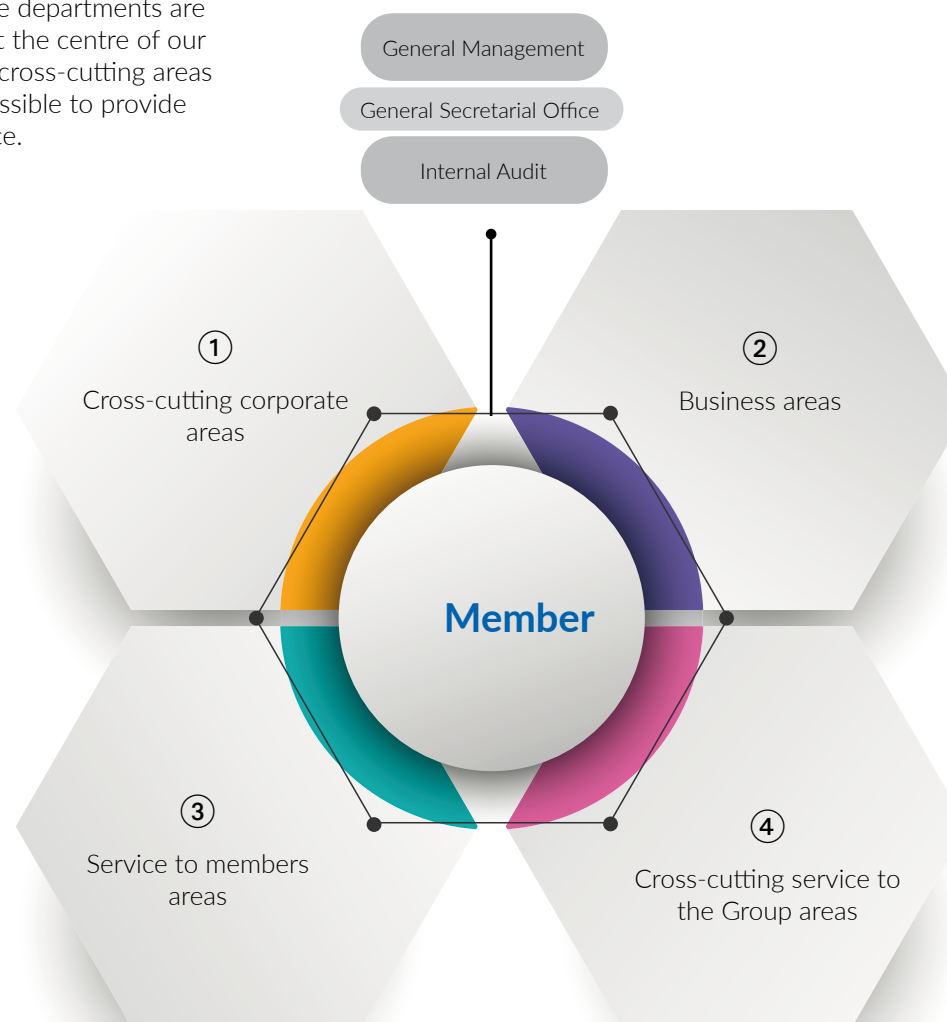 departments are
the centre of our
cross-cutting areas
to provide
General Management
General Secretarial Office
Internal Audit
1
Cross-cutting corporate
areas
2
Business areas
Member
3
Service to members
areas
4
Cross-cutting service to
the Group areas